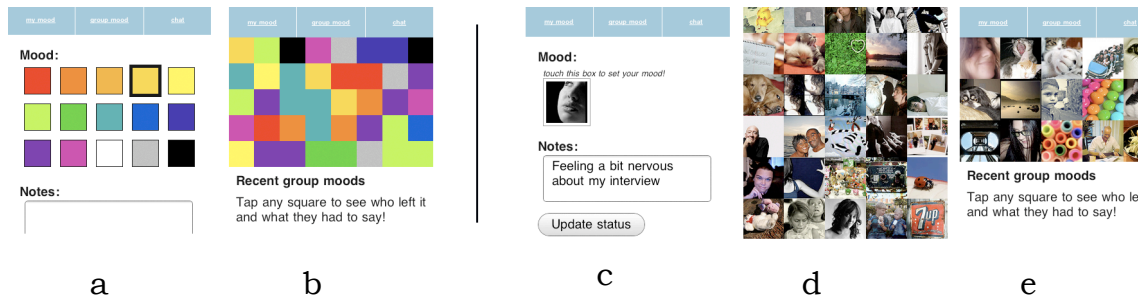 my mood group mood chat
Mood:
Notes:
a
my mood group mood chat
Recent group moods
Tap any square to see who left it
and what they had to say!
b
my mood group mood chat
Mood:
touch this box to set your mood!
Notes:
Feeling a bit nervous
about my interview
Update status
c
7up
d
my mood group mood chat
Recent group moods
Tap any square to see who le
and what they had to say!
e